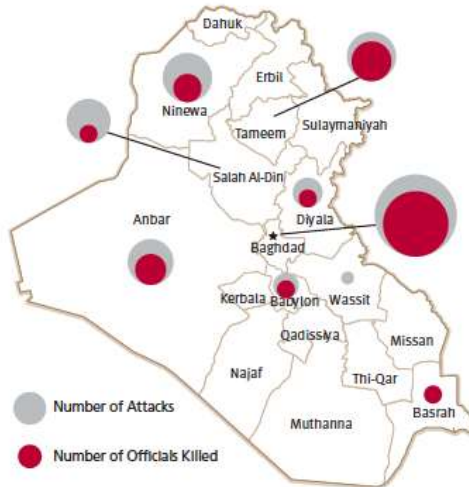 Dahuk
Erbil
Ninewa
Tameem
Sulaymaniyah
Salah Al-Din
Anbar
Diyala
Baghdad
Kerbala
Babylon
Wassit
Qadissiya
Missan
Najaf
Thi-Qar
Number of Attacks
Basrah
Muthanna
Number of Officials Killed